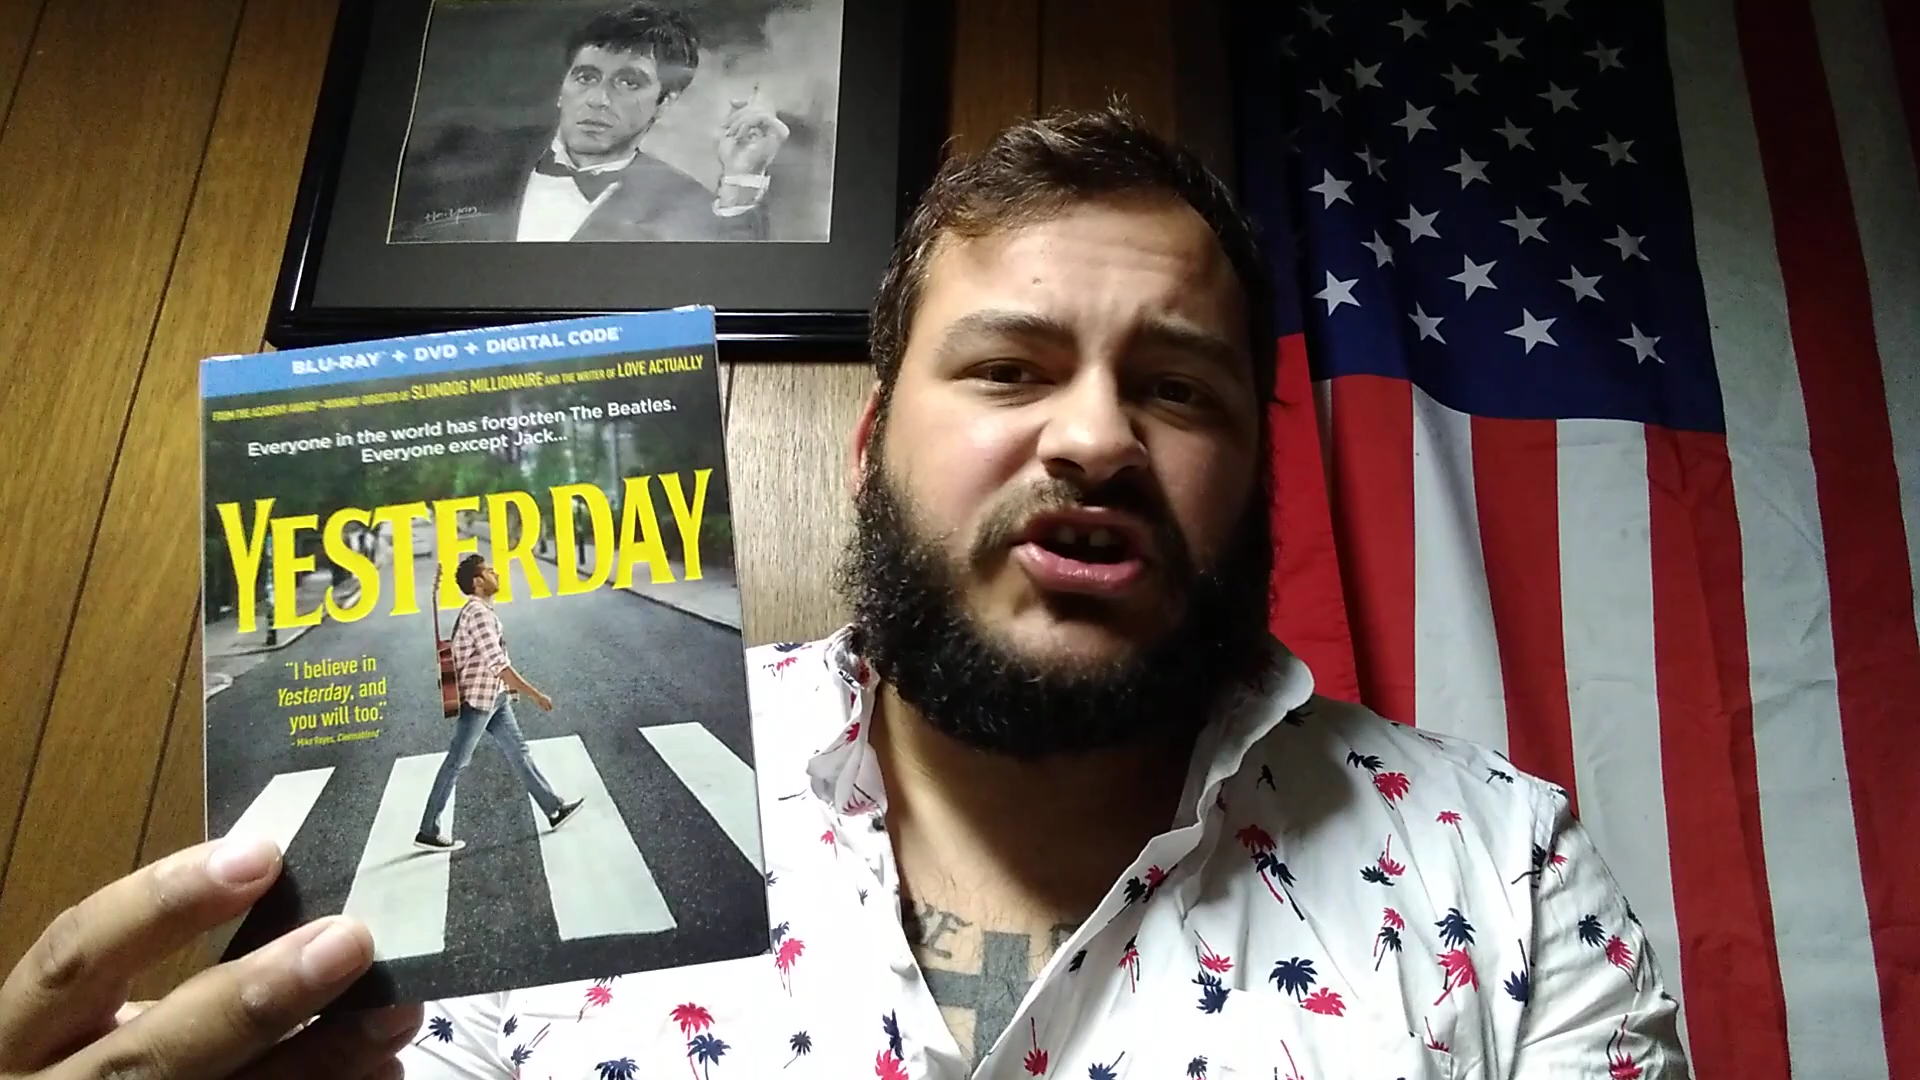 BLU-RAY™ + DVD + DIGITAL CODE
FROM THE ACADEMY AWARD®-WINNING DIRECTOR OF SLUMDOG MILLIONAIRE AND THE WRITER OF LOVE ACTUALLY
Everyone in the world has forgotten The Beatles.
Everyone except Jack...
YESTERDAY
"I believe in
Yesterday, and
you will too."
- Mike Reyes, Cinemablend